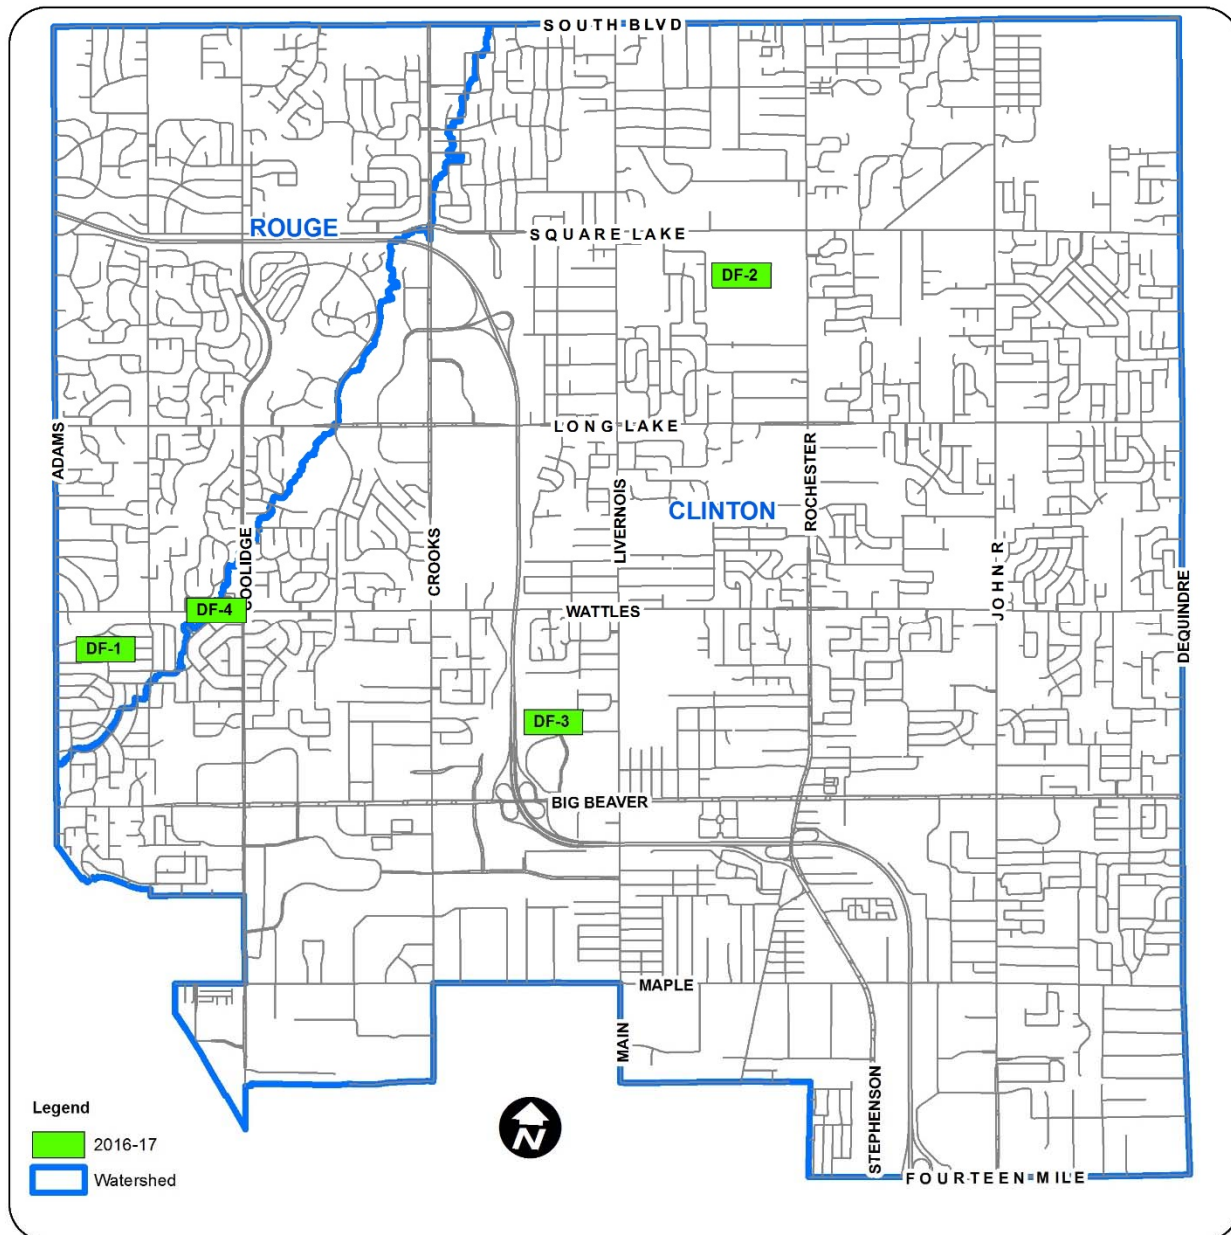 SOUTH BLVD
ROUGE
SQUARE LAKE
DF-2
LONG LAKE
ADAMS
ROCHESTER
LIVERNOIS
CLINTON
CROOKS
COOLIDGE
JOHN R
DEQUINDRE
DF-4
WATTLES
DF-1
DF-3
BIG BEAVER
MAPLE
MAIN
STEPHENSON
Legend
2016-17
Watershed
N
FOURTEEN MILE